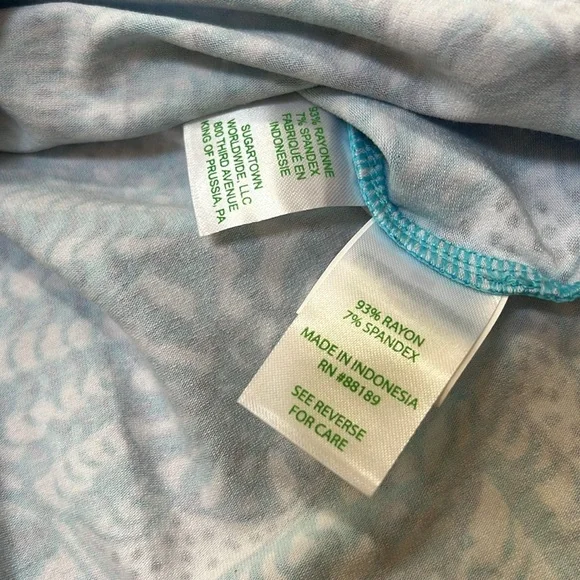 93% RAYONNE
7% SPANDEX
FABRIQUÉ EN
INDONESIE
SUGARTOWN
WORLDWIDE, LLC
800 THIRD AVENUE
KING OF PRUSSIA, PA
93% RAYON
7% SPANDEX
MADE IN INDONESIA
RN #88189
SEE REVERSE
FOR CARE